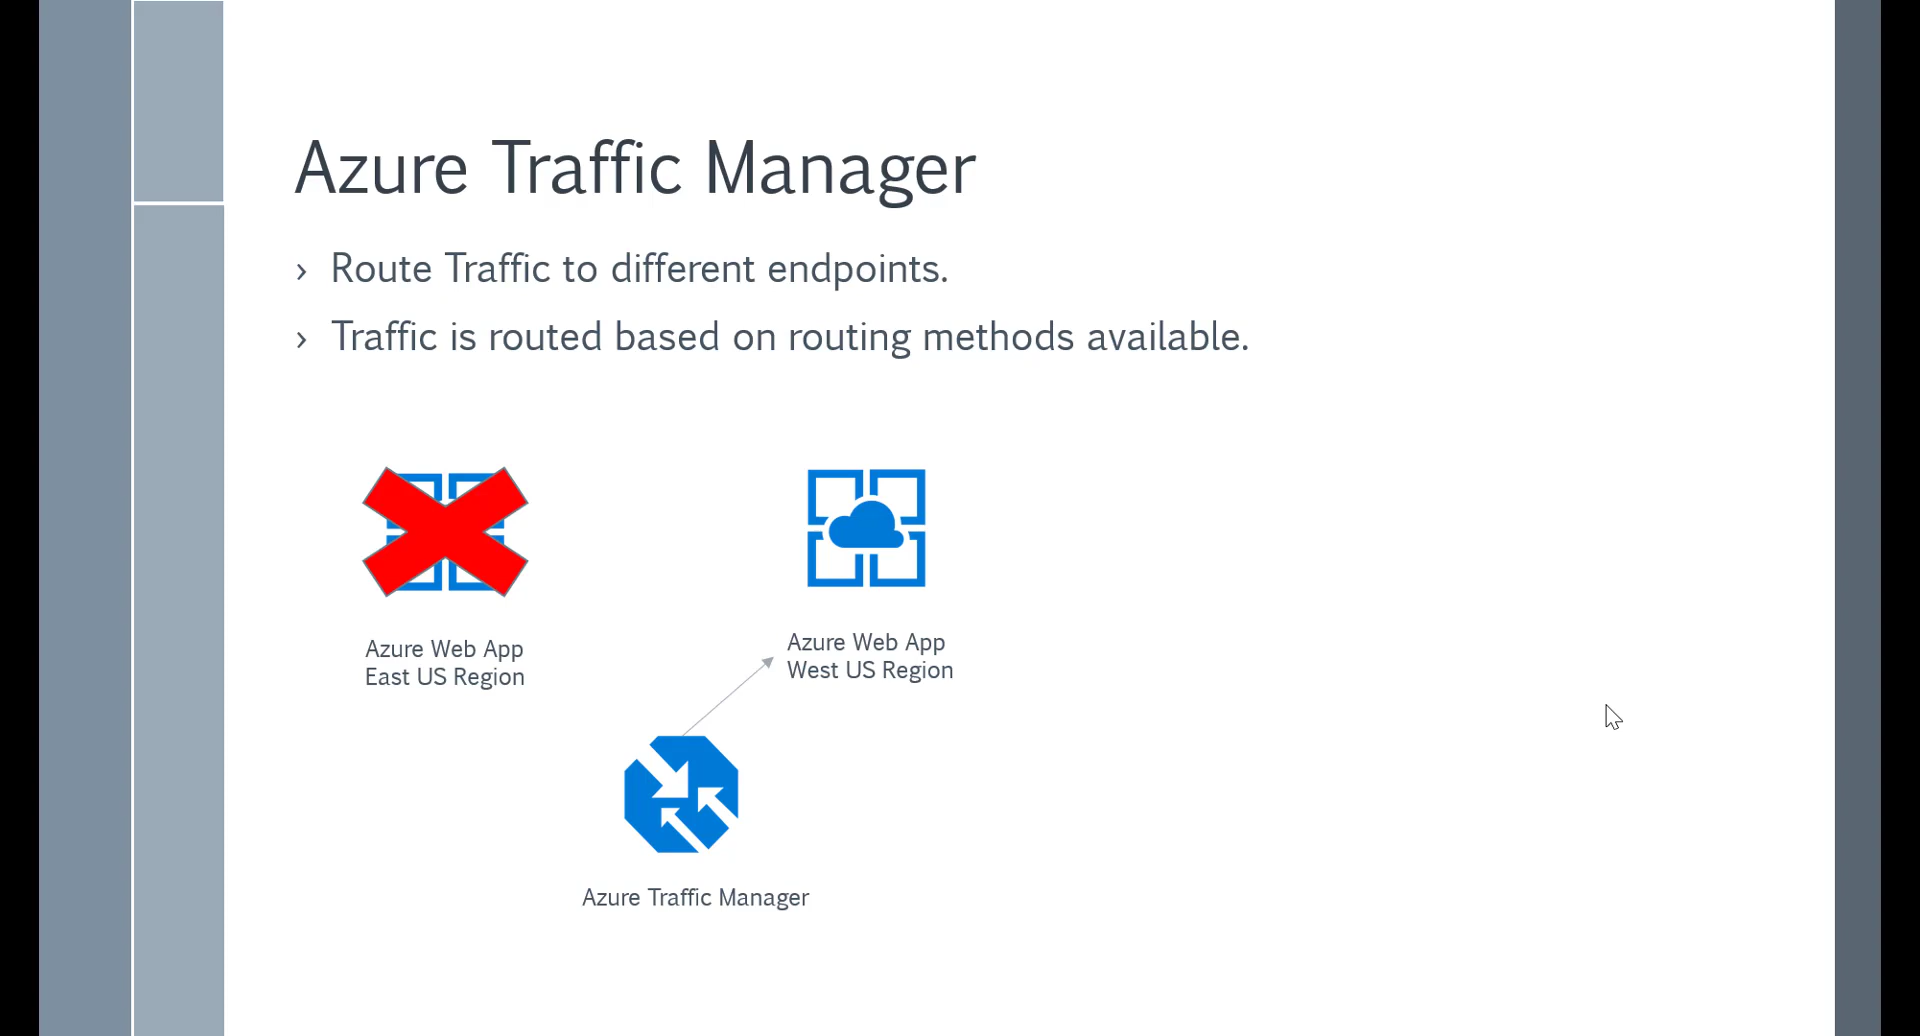 Azure Traffic Manager
› Route Traffic to different endpoints.
› Traffic is routed based on routing methods available.
Azure Web App
East US Region
Azure Web App
West US Region
Azure Traffic Manager